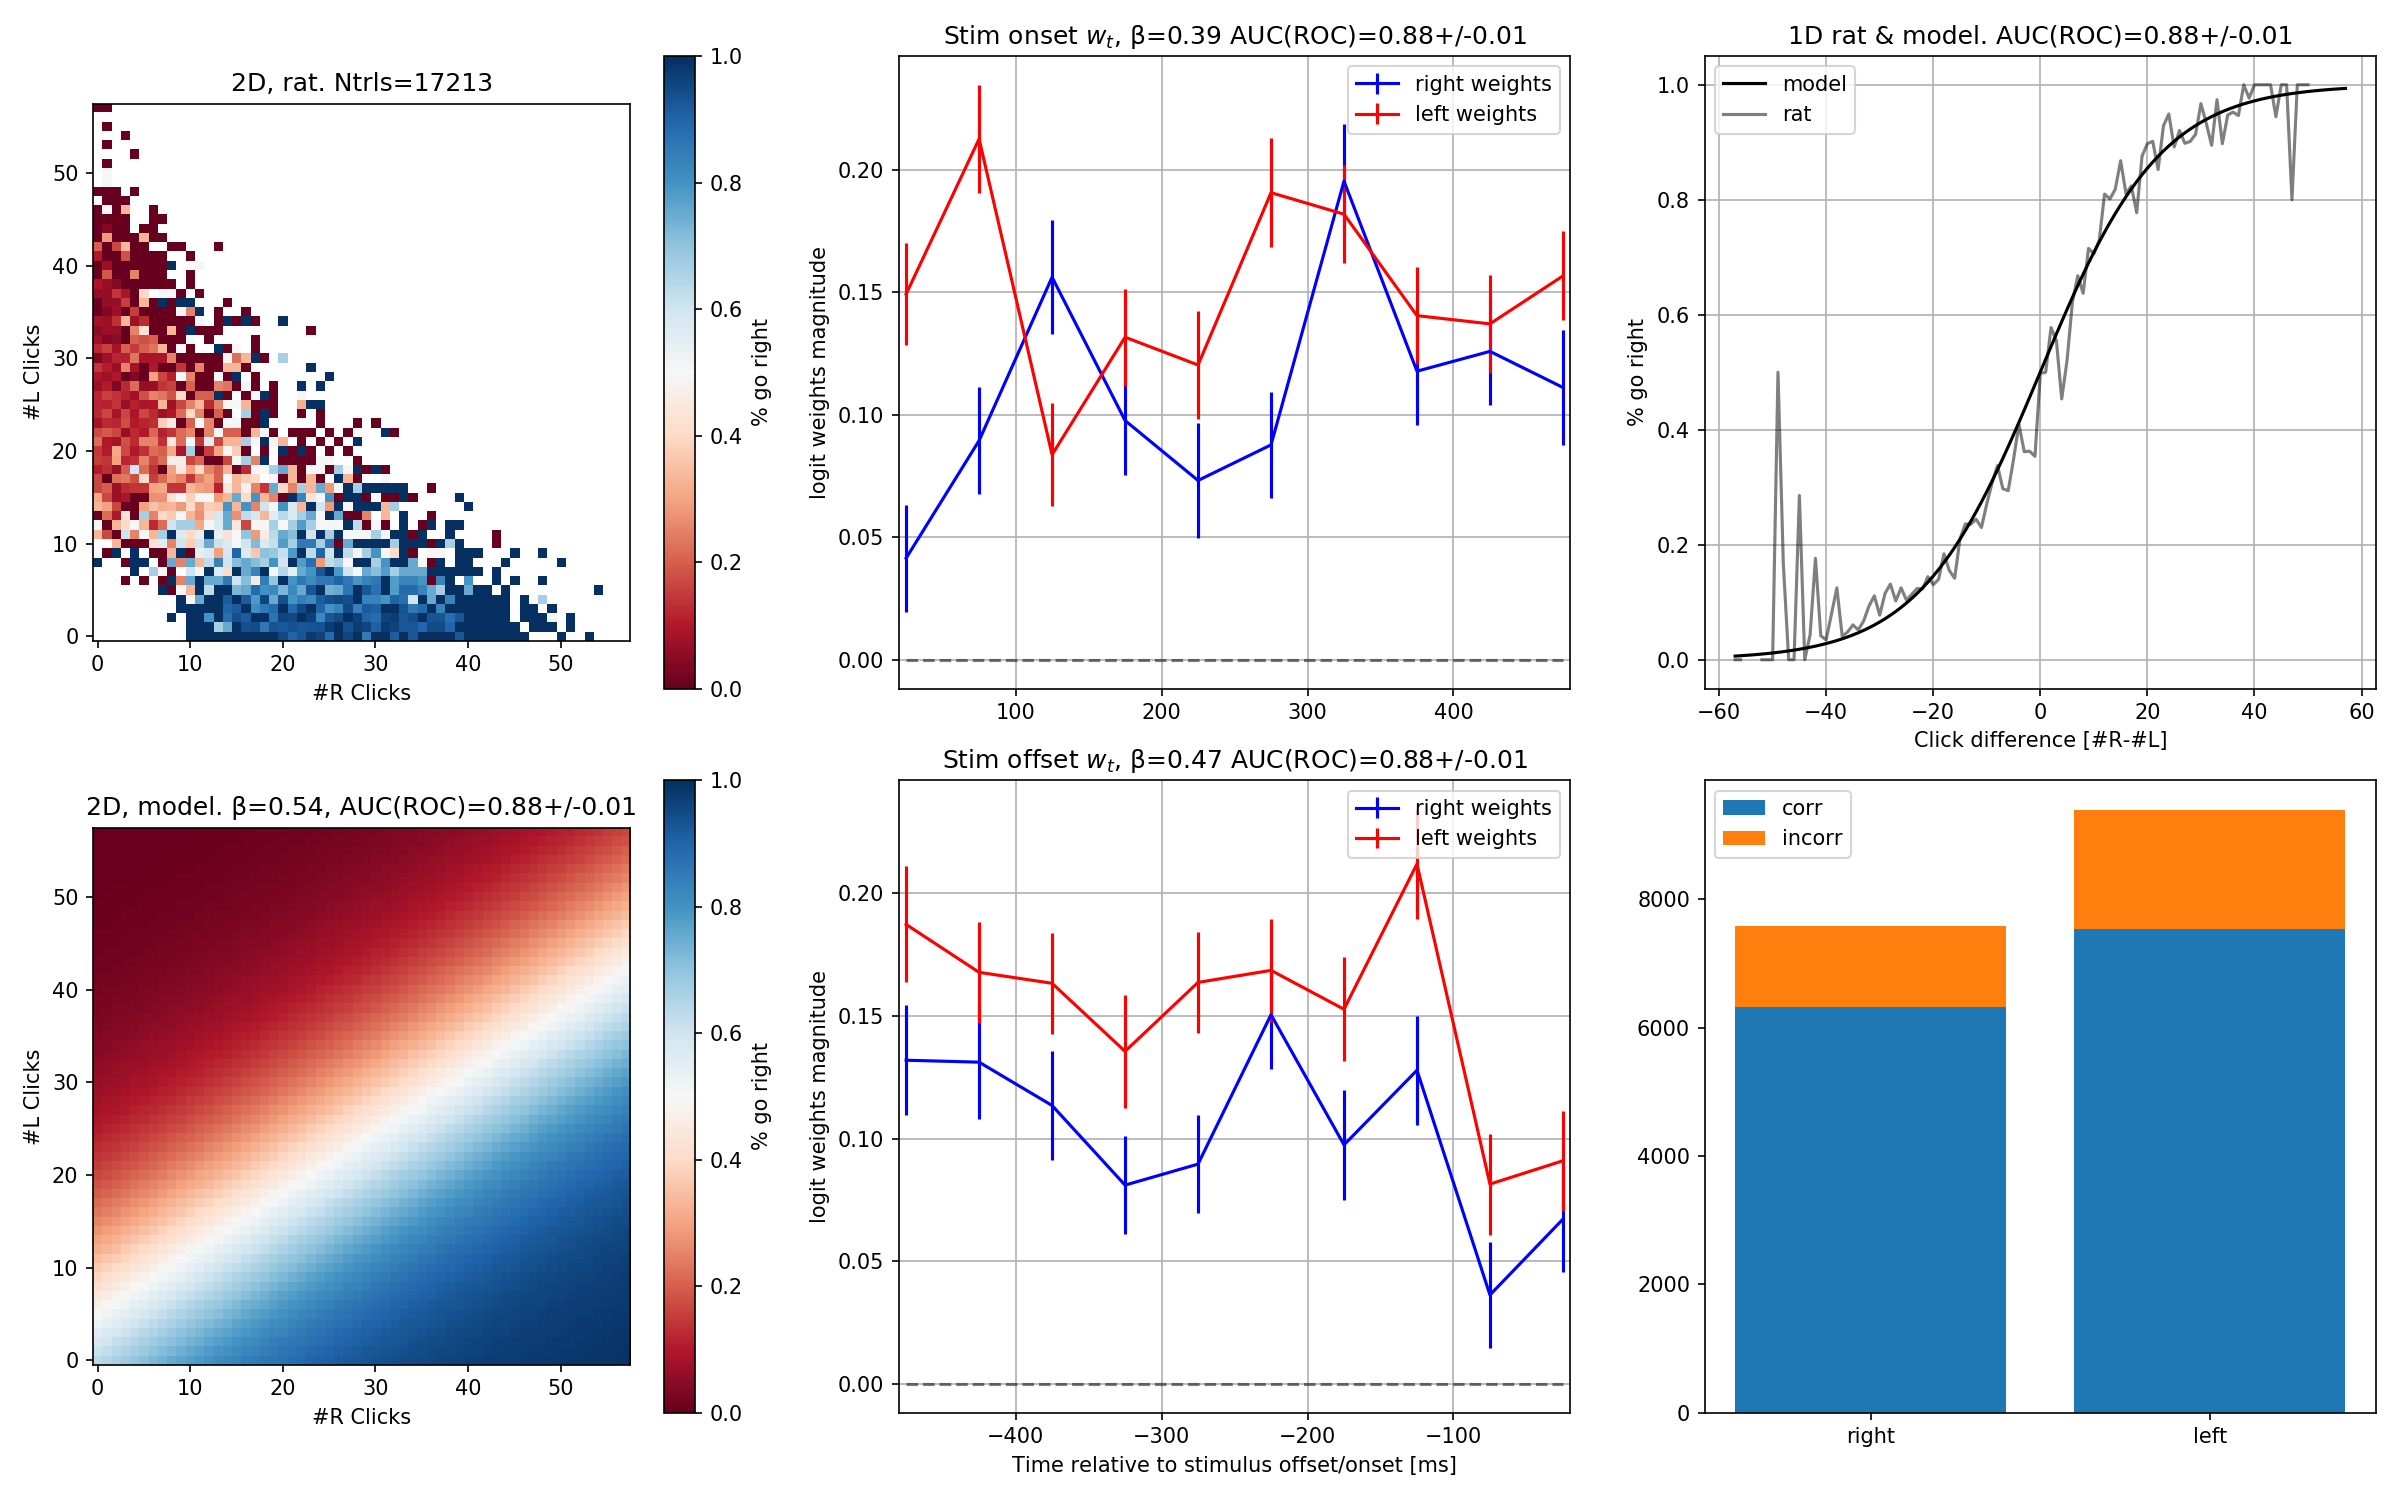 2D, rat. Ntrls=17213
50
40
30
20
10
0
#L Clicks
0 10 20 30 40 50
#R Clicks
1.0
0.8
0.6
0.4
0.2
0.0
% go right
Stim onset wt, β=0.39 AUC(ROC)=0.88+/-0.01
right weights
left weights
0.20
0.15
0.10
0.05
0.00
logit weights magnitude
100 200 300 400
1D rat & model. AUC(ROC)=0.88+/-0.01
model
rat
1.0
0.8
0.6
0.4
0.2
0.0
% go right
−60 −40 −20 0 20 40 60
Click difference [#R-#L]
2D, model. β=0.54, AUC(ROC)=0.88+/-0.01
50
40
30
20
10
0
#L Clicks
0 10 20 30 40 50
#R Clicks
1.0
0.8
0.6
0.4
0.2
0.0
% go right
Stim offset wt, β=0.47 AUC(ROC)=0.88+/-0.01
right weights
left weights
0.20
0.15
0.10
0.05
0.00
logit weights magnitude
−400 −300 −200 −100
Time relative to stimulus offset/onset [ms]
corr
incorr
8000
6000
4000
2000
0
right left